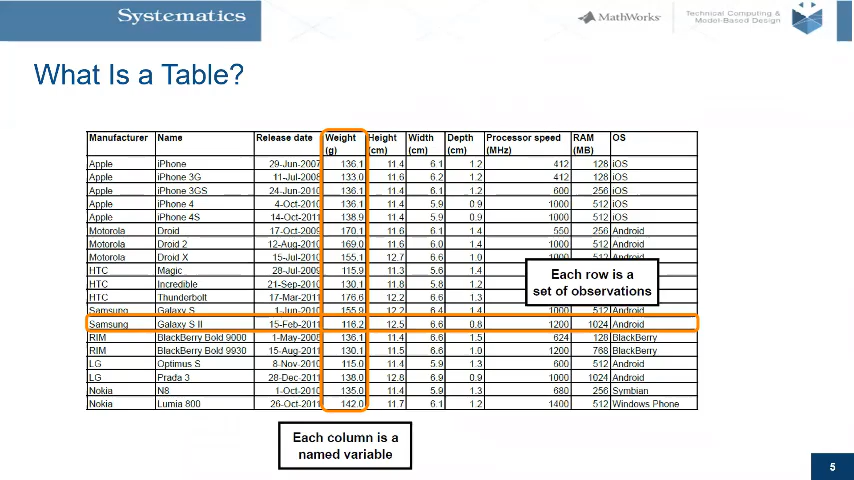 Systematics
MathWorks
Technical Computing &
Model-Based Design
What Is a Table?
Manufacturer Name Release date Weight (g) Height (cm) Width (cm) Depth (cm) Processor speed (MHz) RAM (MB) OS
Apple iPhone 29-Jun-2007 136.1 11.4 6.1 1.2 412 128 iOS
Apple iPhone 3G 11-Jul-2008 133.0 11.6 6.2 1.2 412 128 iOS
Apple iPhone 3GS 24-Jun-2010 136.1 11.4 6.1 1.2 600 256 iOS
Apple iPhone 4 4-Oct-2010 136.1 11.4 5.9 0.9 1000 512 iOS
Apple iPhone 4S 14-Oct-2011 138.9 11.4 5.9 0.9 1000 512 iOS
Motorola Droid 17-Oct-2009 170.1 11.6 6.1 1.4 550 256 Android
Motorola Droid 2 12-Aug-2010 169.0 11.6 6.0 1.4 1000 512 Android
Motorola Droid X 15-Jul-2010 155.1 12.7 6.6 1.0 1000 512 Android
HTC Magic 28-Jul-2009 115.9 11.3 5.6 1.4
HTC Incredible 21-Sep-2010 130.1 11.8 5.8 1.2
HTC Thunderbolt 17-Mar-2011 176.6 12.2 6.6 1.3
Samsung Galaxy S 1-Jun-2010 155.9 12.2 6.4 1.4 1000 512 Android
Samsung Galaxy S II 15-Feb-2011 116.2 12.5 6.6 0.8 1200 1024 Android
RIM BlackBerry Bold 9000 1-May-2008 136.1 11.4 6.6 1.5 624 128 BlackBerry
RIM BlackBerry Bold 9930 15-Aug-2011 130.1 11.5 6.6 1.0 1200 768 BlackBerry
LG Optimus S 8-Nov-2010 115.0 11.4 5.9 1.3 600 512 Android
LG Prada 3 28-Dec-2011 138.0 12.8 6.9 0.9 1000 1024 Android
Nokia N8 1-Oct-2010 135.0 11.4 5.9 1.3 680 256 Symbian
Nokia Lumia 800 26-Oct-2011 142.0 11.7 6.1 1.2 1400 512 Windows Phone
Each row is a
set of observations
Each column is a
named variable
5